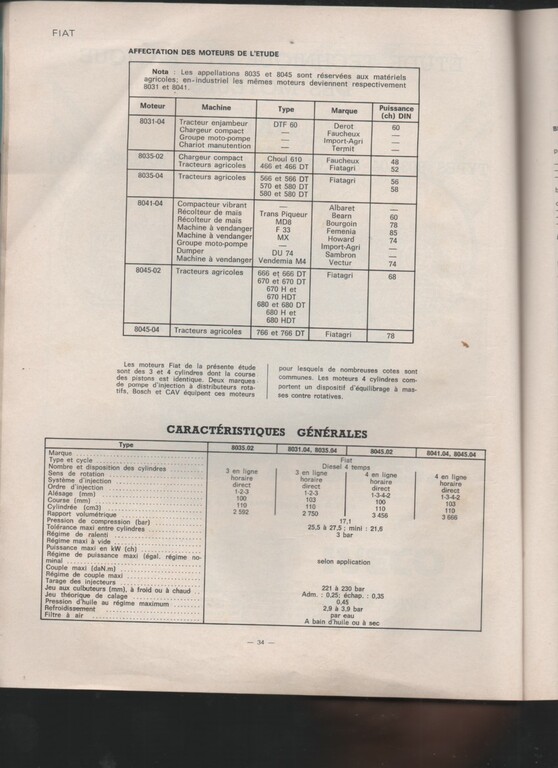 FIAT
AFFECTATION DES MOTEURS DE L'ETUDE
Nota : Les appellations 8035 et 8045 sont réservées aux matériels
agricoles; en industriel les mêmes moteurs deviennent respectivement
8031 et 8041.
Moteur Machine Type Marque Puissance (ch) DIN
8031-04 Tracteur enjambeur DTF 60 Derot 60
Chargeur compact — Faucheux
Groupe moto-pompe — Import-Agri
Chariot manutention — Termit —
8035-02 Chargeur compact Choul 610 Faucheux 48
Tracteurs agricoles 466 et 466 DT Fiatagri 52
8035-04 Tracteurs agricoles 566 et 566 DT Fiatagri 56
570 et 580 DT 58
580 et 580 DT
8041-04 Compacteur vibrant — Albaret —
Récolteur de maïs Trans Piqueur Bearn 60
Récolteur de maïs MD8 Bourgoin 78
Machine à vendanger F 33 Femenia 85
Machine à vendanger MX Howard 74
Groupe moto-pompe — Import-Agri —
Dumper DU 74 Sambron —
Machine à vendanger Vendemia M4 Vectur 74
8045-02 Tracteurs agricoles 666 et 666 DT Fiatagri 68
670 et 670 DT
670 H et
670 HDT
680 et 680 DT
680 H et
680 HDT
8045-04 Tracteurs agricoles 766 et 766 DT Fiatagri 78
Les moteurs Fiat de la présente étude
sont des 3 et 4 cylindres dont la course
des pistons est identique. Deux marques
de pompe d'injection à distributeurs rota-
tifs, Bosch et CAV équipent ces moteurs
pour lesquels de nombreuses cotes sont
communes. Les moteurs 4 cylindres com-
portent un dispositif d'équilibrage à mas-
ses contre rotatives.
CARACTÉRISTIQUES GÉNÉRALES
Type 8035.02 8031.04, 8035.04 8045.02 8041.04, 8045.04
Marque Fiat
Type et cycle Diesel 4 temps
Nombre et disposition des cylindres 3 en ligne 3 en ligne 4 en ligne 4 en ligne
Sens de rotation horaire horaire horaire horaire
Système d'injection direct direct direct direct
Ordre d'injection 1-2-3 1-2-3 1-3-4-2 1-3-4-2
Alésage (mm) 100 103 100 103
Course (mm) 110 110 110 110
Cylindrée (cm3) 2 592 2 750 3 456 3 666
Rapport volumétrique 17,1
Pression de compression (bar) 25,5 à 27,5 ; mini : 21,6
Tolérance maxi entre cylindres 3 bar
Régime de ralenti
Régime maxi à vide
Puissance maxi en kW (ch)
Régime de puissance maxi (égal. régime no-
minal selon application
Couple maxi (daN.m)
Régime de couple maxi
Tarage des injecteurs 221 à 230 bar
Jeu aux culbuteurs (mm), à froid ou à chaud Adm. : 0,25; échap. : 0,35
Jeu théorique de calage 0,45
Pression d'huile au régime maximum 2,9 à 3,9 bar
Refroidissement par eau
Filtre à air A bain d'huile ou à sec
— 34 —